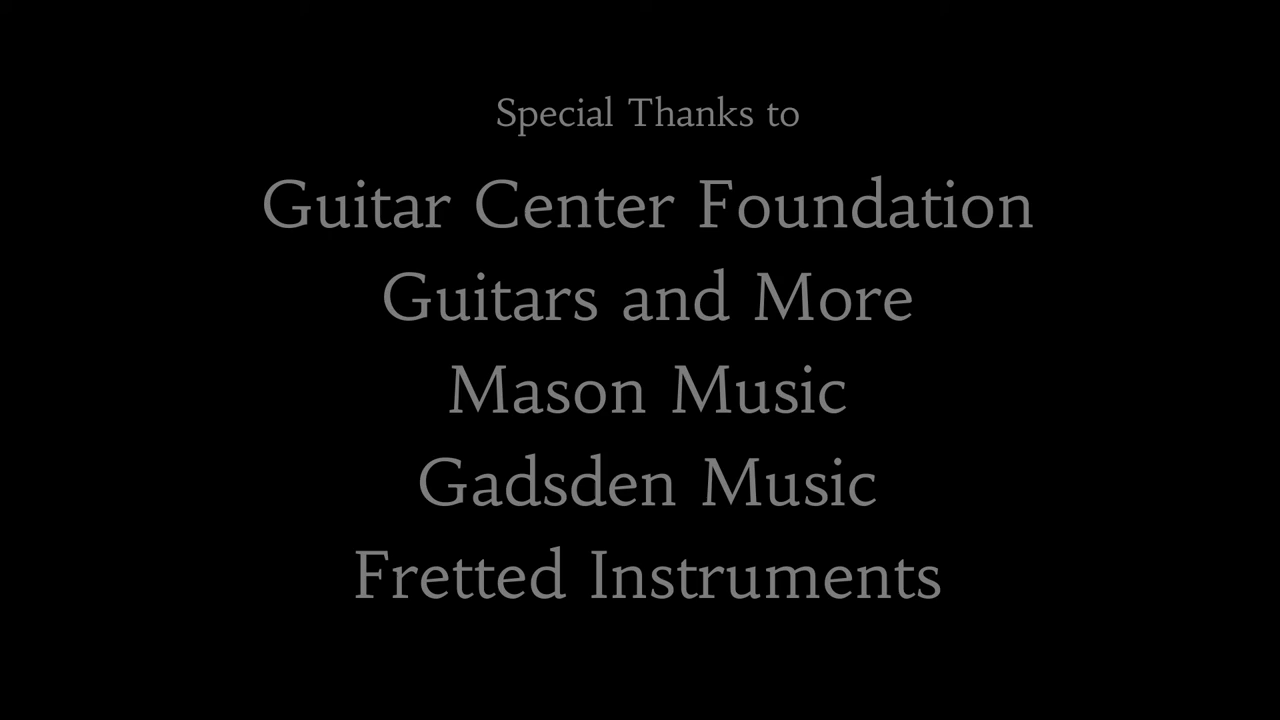 Special Thanks to
Guitar Center Foundation
Guitars and More
Mason Music
Gadsden Music
Fretted Instruments